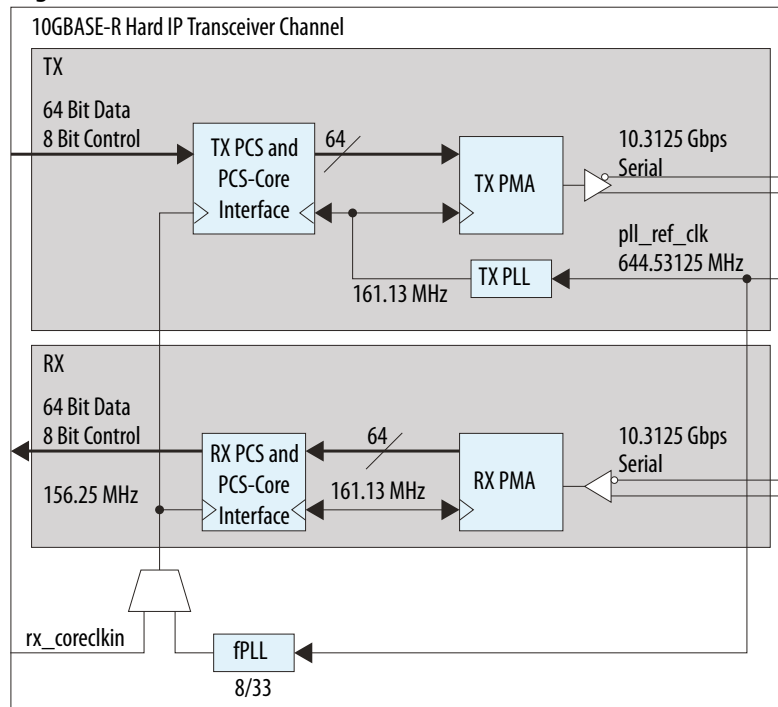 10GBASE-R Hard IP Transceiver Channel
TX
64 Bit Data
8 Bit Control
TX PCS and
PCS-Core
Interface
64
TX PMA
10.3125 Gbps
Serial
pll_ref_clk
644.53125 MHz
TX PLL
161.13 MHz
RX
64 Bit Data
8 Bit Control
156.25 MHz
RX PCS and
PCS-Core
Interface
64
161.13 MHz
RX PMA
10.3125 Gbps
Serial
rx_coreclkin
fPLL
8/33